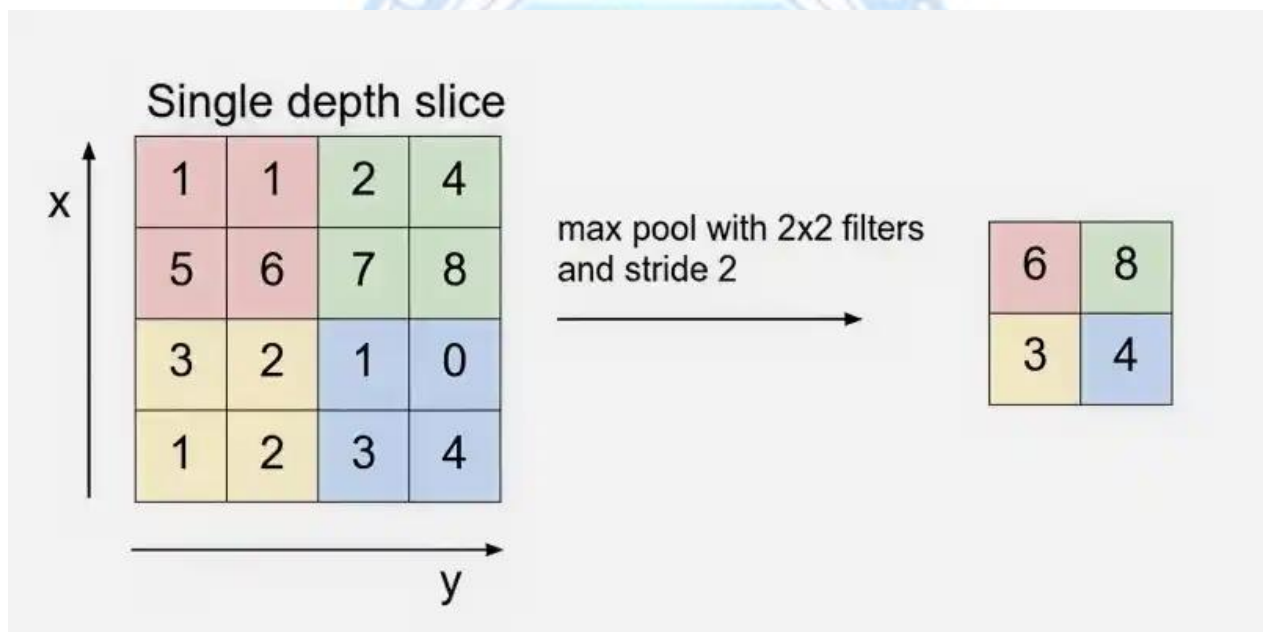 Single depth slice
x
1 1 2 4
5 6 7 8
3 2 1 0
1 2 3 4
y
max pool with 2x2 filters
and stride 2
6 8
3 4